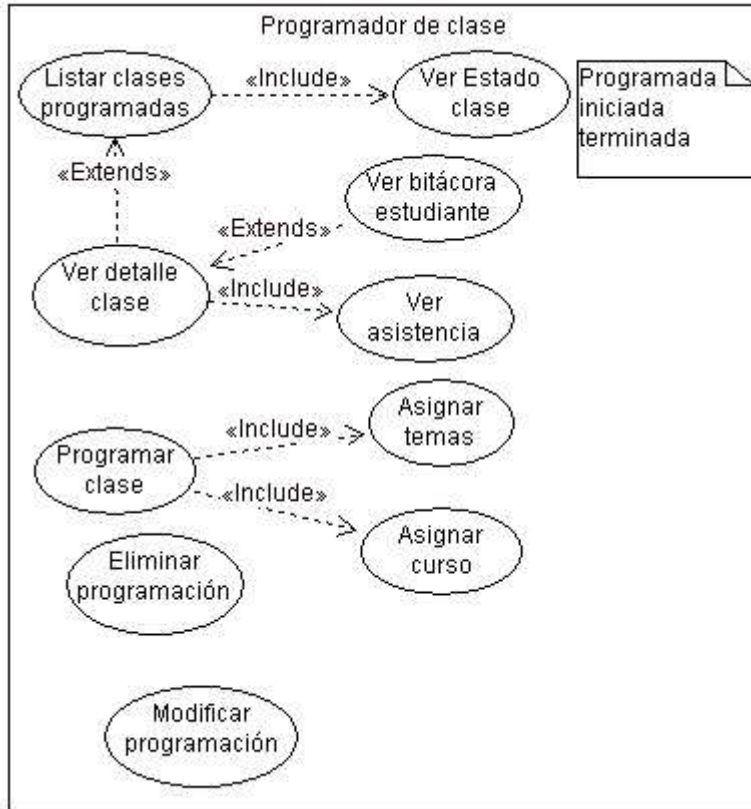 Programador de clase
Listar clases
programadas
«Include»
Ver Estado
clase
Programada
iniciada
terminada
«Extends»
Ver bitácora
estudiante
«Extends»
Ver detalle
clase
«Include»
Ver
asistencia
Asignar
temas
«Include»
Programar
clase
«Include»
Asignar
curso
Eliminar
programación
Modificar
programación